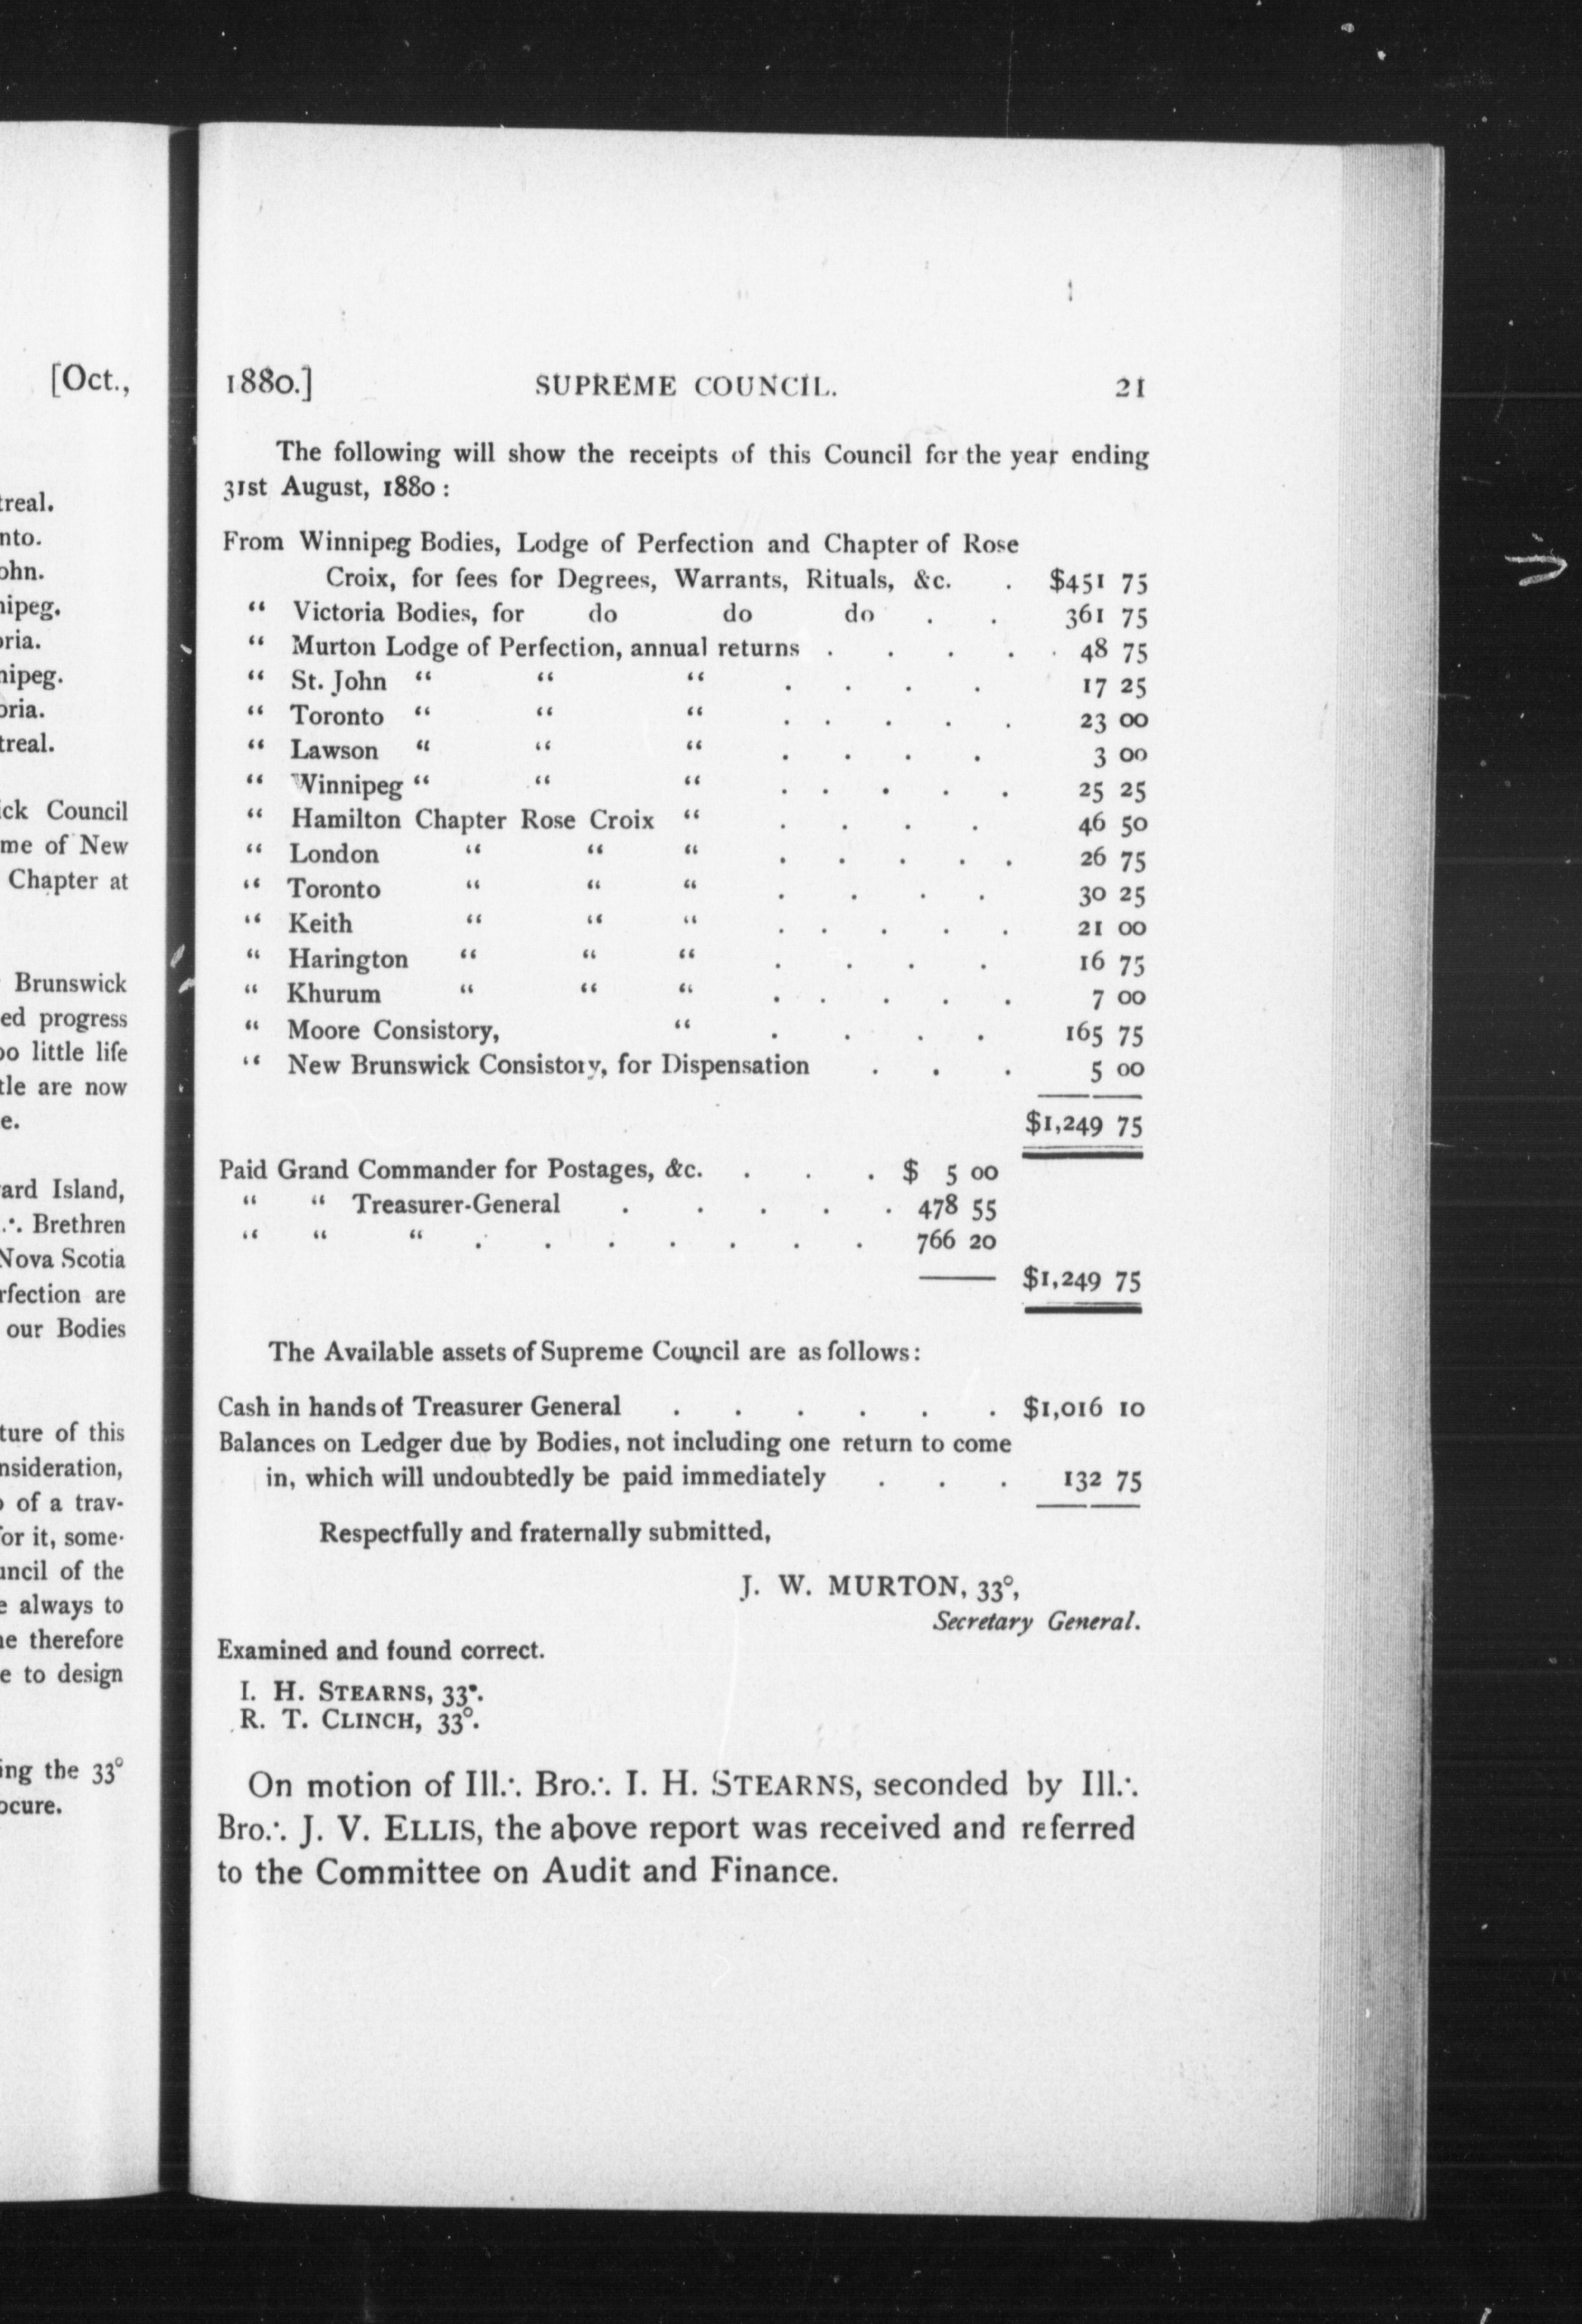 [Oct.,
treal.
nto.
ohn.
nipeg.
oria.
nipeg.
oria.
treal.
ick Council
me of New
Chapter at
Brunswick
ed progress
oo little life
tle are now
e.
ard Island,
.·. Brethren
Nova Scotia
rfection are
our Bodies
ture of this
nsideration,
o of a trav-
for it, some-
uncil of the
e always to
ne therefore
e to design
ing the 33°
ocure.
1880.] SUPREME COUNCIL. 21
The following will show the receipts of this Council for the year ending
31st August, 1880 :
From Winnipeg Bodies, Lodge of Perfection and Chapter of Rose
Croix, for fees for Degrees, Warrants, Rituals, &c. . $451 75
“ Victoria Bodies, for do do do . . 361 75
“ Murton Lodge of Perfection, annual returns . . . . . 48 75
“ St. John “ “ “ . . . . 17 25
“ Toronto “ “ “ . . . . . 23 00
“ Lawson “ “ “ . . . . 3 00
“ Winnipeg “ “ “ . . . . . 25 25
“ Hamilton Chapter Rose Croix “ . . . . 46 50
“ London “ “ “ . . . . . 26 75
“ Toronto “ “ “ . . . . 30 25
“ Keith “ “ “ . . . . . 21 00
“ Harington “ “ “ . . . . 16 75
“ Khurum “ “ “ . . . . . 7 00
“ Moore Consistory, “ . . . . 165 75
“ New Brunswick Consistory, for Dispensation . . . 5 00
$1,249 75
Paid Grand Commander for Postages, &c. . . . $ 5 00
“ “ Treasurer-General . . . . . 478 55
“ “ “ . . . . . . . 766 20
$1,249 75
The Available assets of Supreme Council are as follows:
Cash in hands of Treasurer General . . . . . . $1,016 10
Balances on Ledger due by Bodies, not including one return to come
in, which will undoubtedly be paid immediately . . . 132 75
Respectfully and fraternally submitted,
J. W. MURTON, 33°,
Secretary General.
Examined and found correct.
I. H. STEARNS, 33°.
R. T. CLINCH, 33°.
On motion of Ill.·. Bro.·. I. H. STEARNS, seconded by Ill.·.
Bro.·. J. V. ELLIS, the above report was received and referred
to the Committee on Audit and Finance.